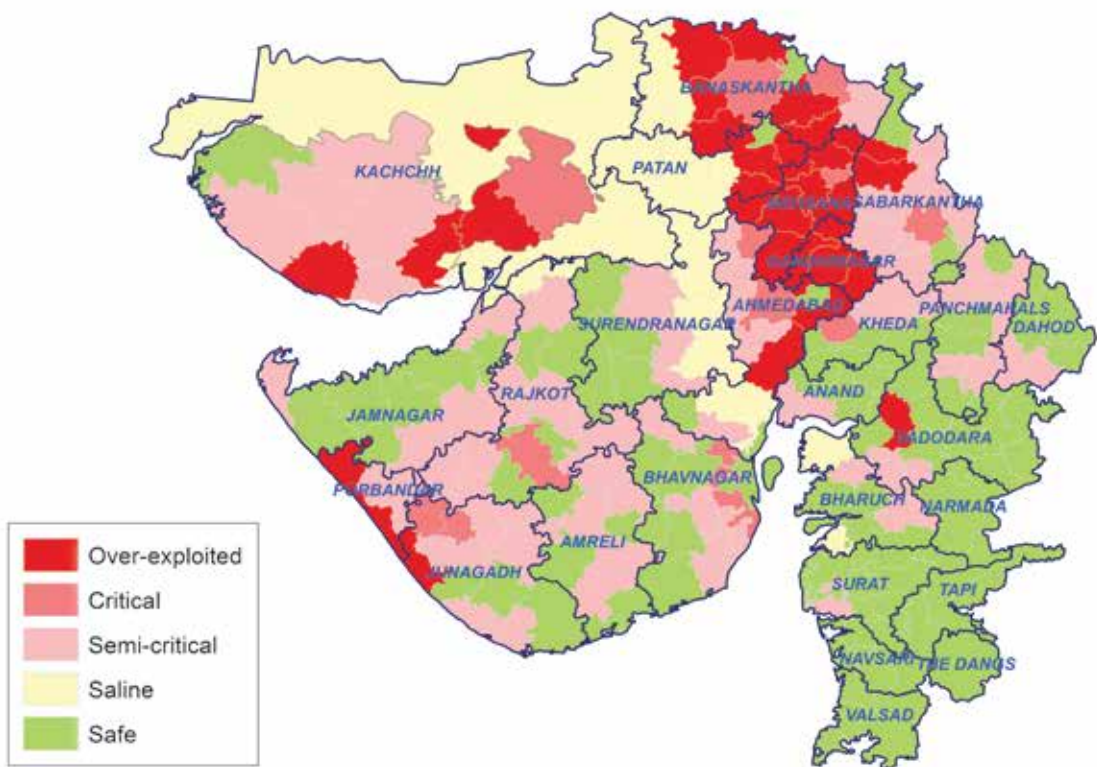 BANASKANTHA
KACHCHH
PATAN
SABARKANTHA
AHMEDABAD
SURENDRANAGAR
KHEDA
PANCHMAHALS
DAHOD
RAJKOT
ANAND
JAMNAGAR
VADODARA
PORBANDAR
BHAVNAGAR
BHARUCH
NARMADA
AMRELI
JUNAGADH
SURAT
TAPI
NAVSARI
THE DANGS
VALSAD
Over-exploited
Critical
Semi-critical
Saline
Safe